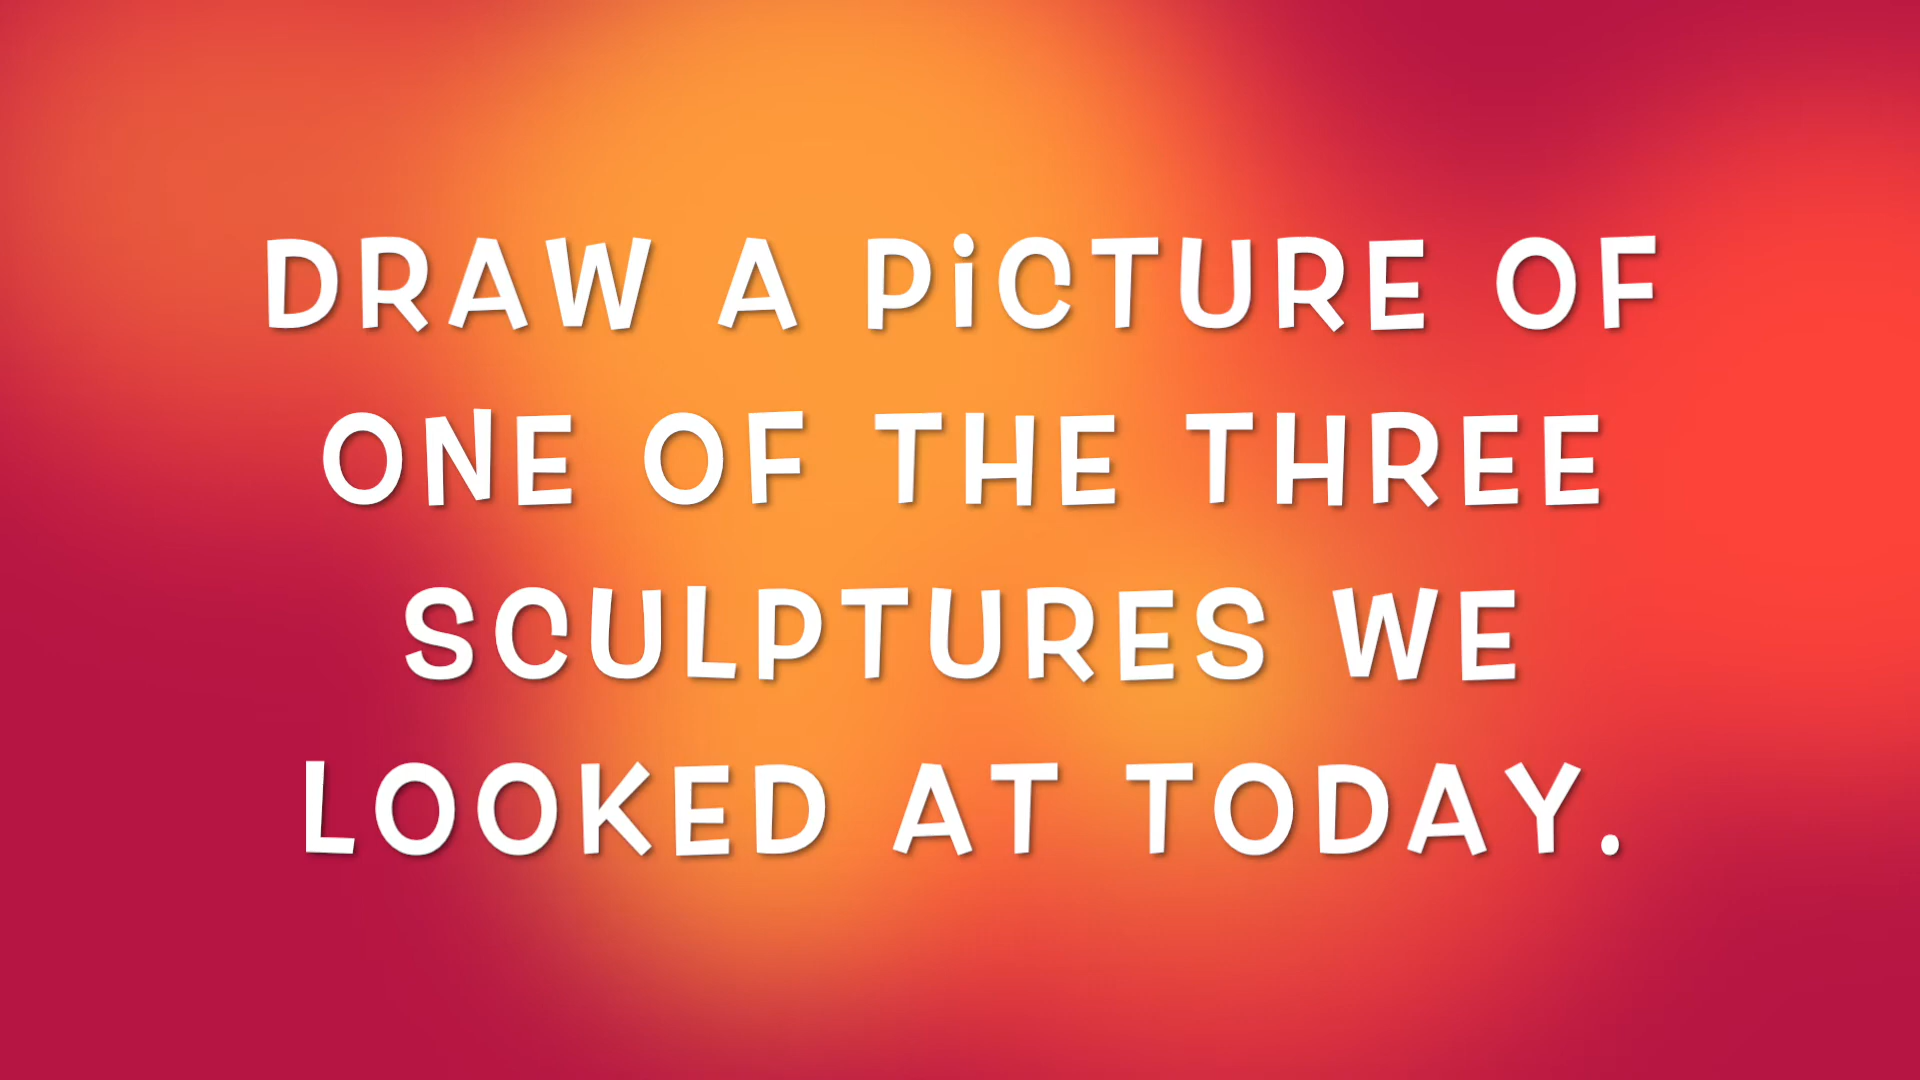 DRAW A PiCTURE OF
ONE OF THE THREE
SCULPTURES WE
LOOKED AT TODAY.